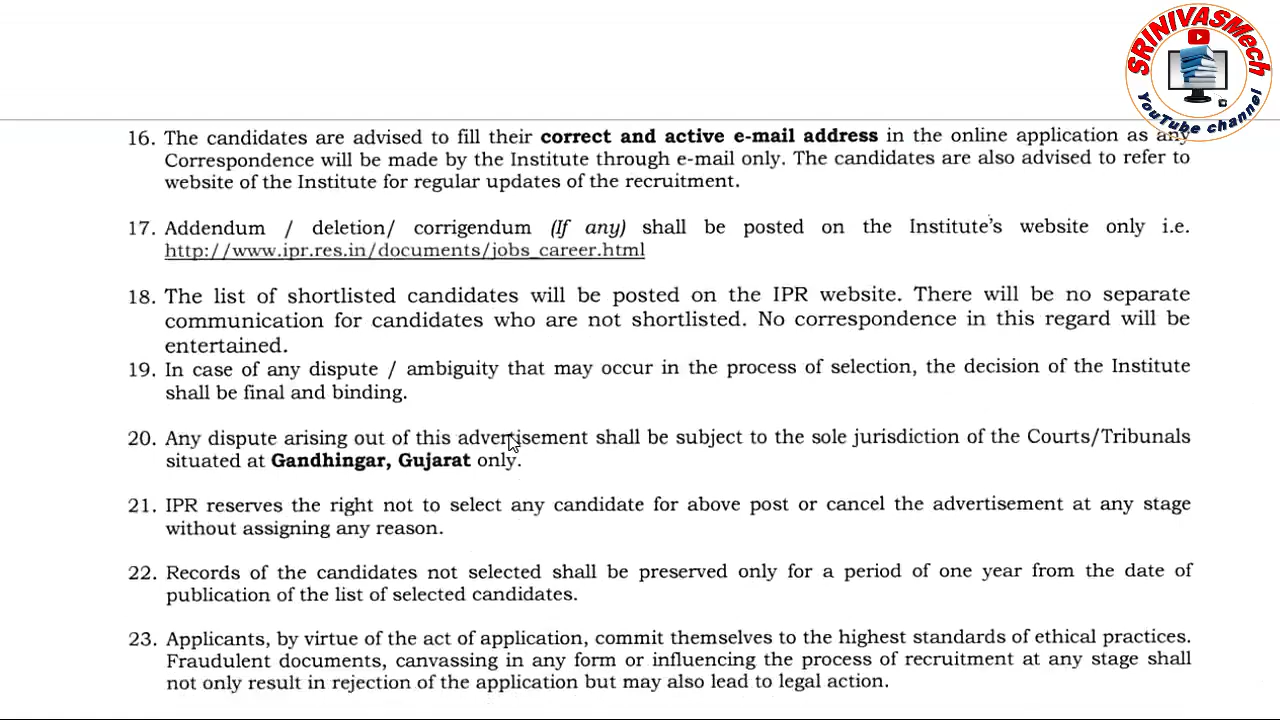 SRINIVASMech
YouTube channel
16. The candidates are advised to fill their correct and active e-mail address in the online application as any
Correspondence will be made by the Institute through e-mail only. The candidates are also advised to refer to
website of the Institute for regular updates of the recruitment.
17. Addendum / deletion/ corrigendum (If any) shall be posted on the Institute's website only i.e.
http://www.ipr.res.in/documents/jobs_career.html
18. The list of shortlisted candidates will be posted on the IPR website. There will be no separate
communication for candidates who are not shortlisted. No correspondence in this regard will be
entertained.
19. In case of any dispute / ambiguity that may occur in the process of selection, the decision of the Institute
shall be final and binding.
20. Any dispute arising out of this advertisement shall be subject to the sole jurisdiction of the Courts/Tribunals
situated at Gandhingar, Gujarat only.
21. IPR reserves the right not to select any candidate for above post or cancel the advertisement at any stage
without assigning any reason.
22. Records of the candidates not selected shall be preserved only for a period of one year from the date of
publication of the list of selected candidates.
23. Applicants, by virtue of the act of application, commit themselves to the highest standards of ethical practices.
Fraudulent documents, canvassing in any form or influencing the process of recruitment at any stage shall
not only result in rejection of the application but may also lead to legal action.